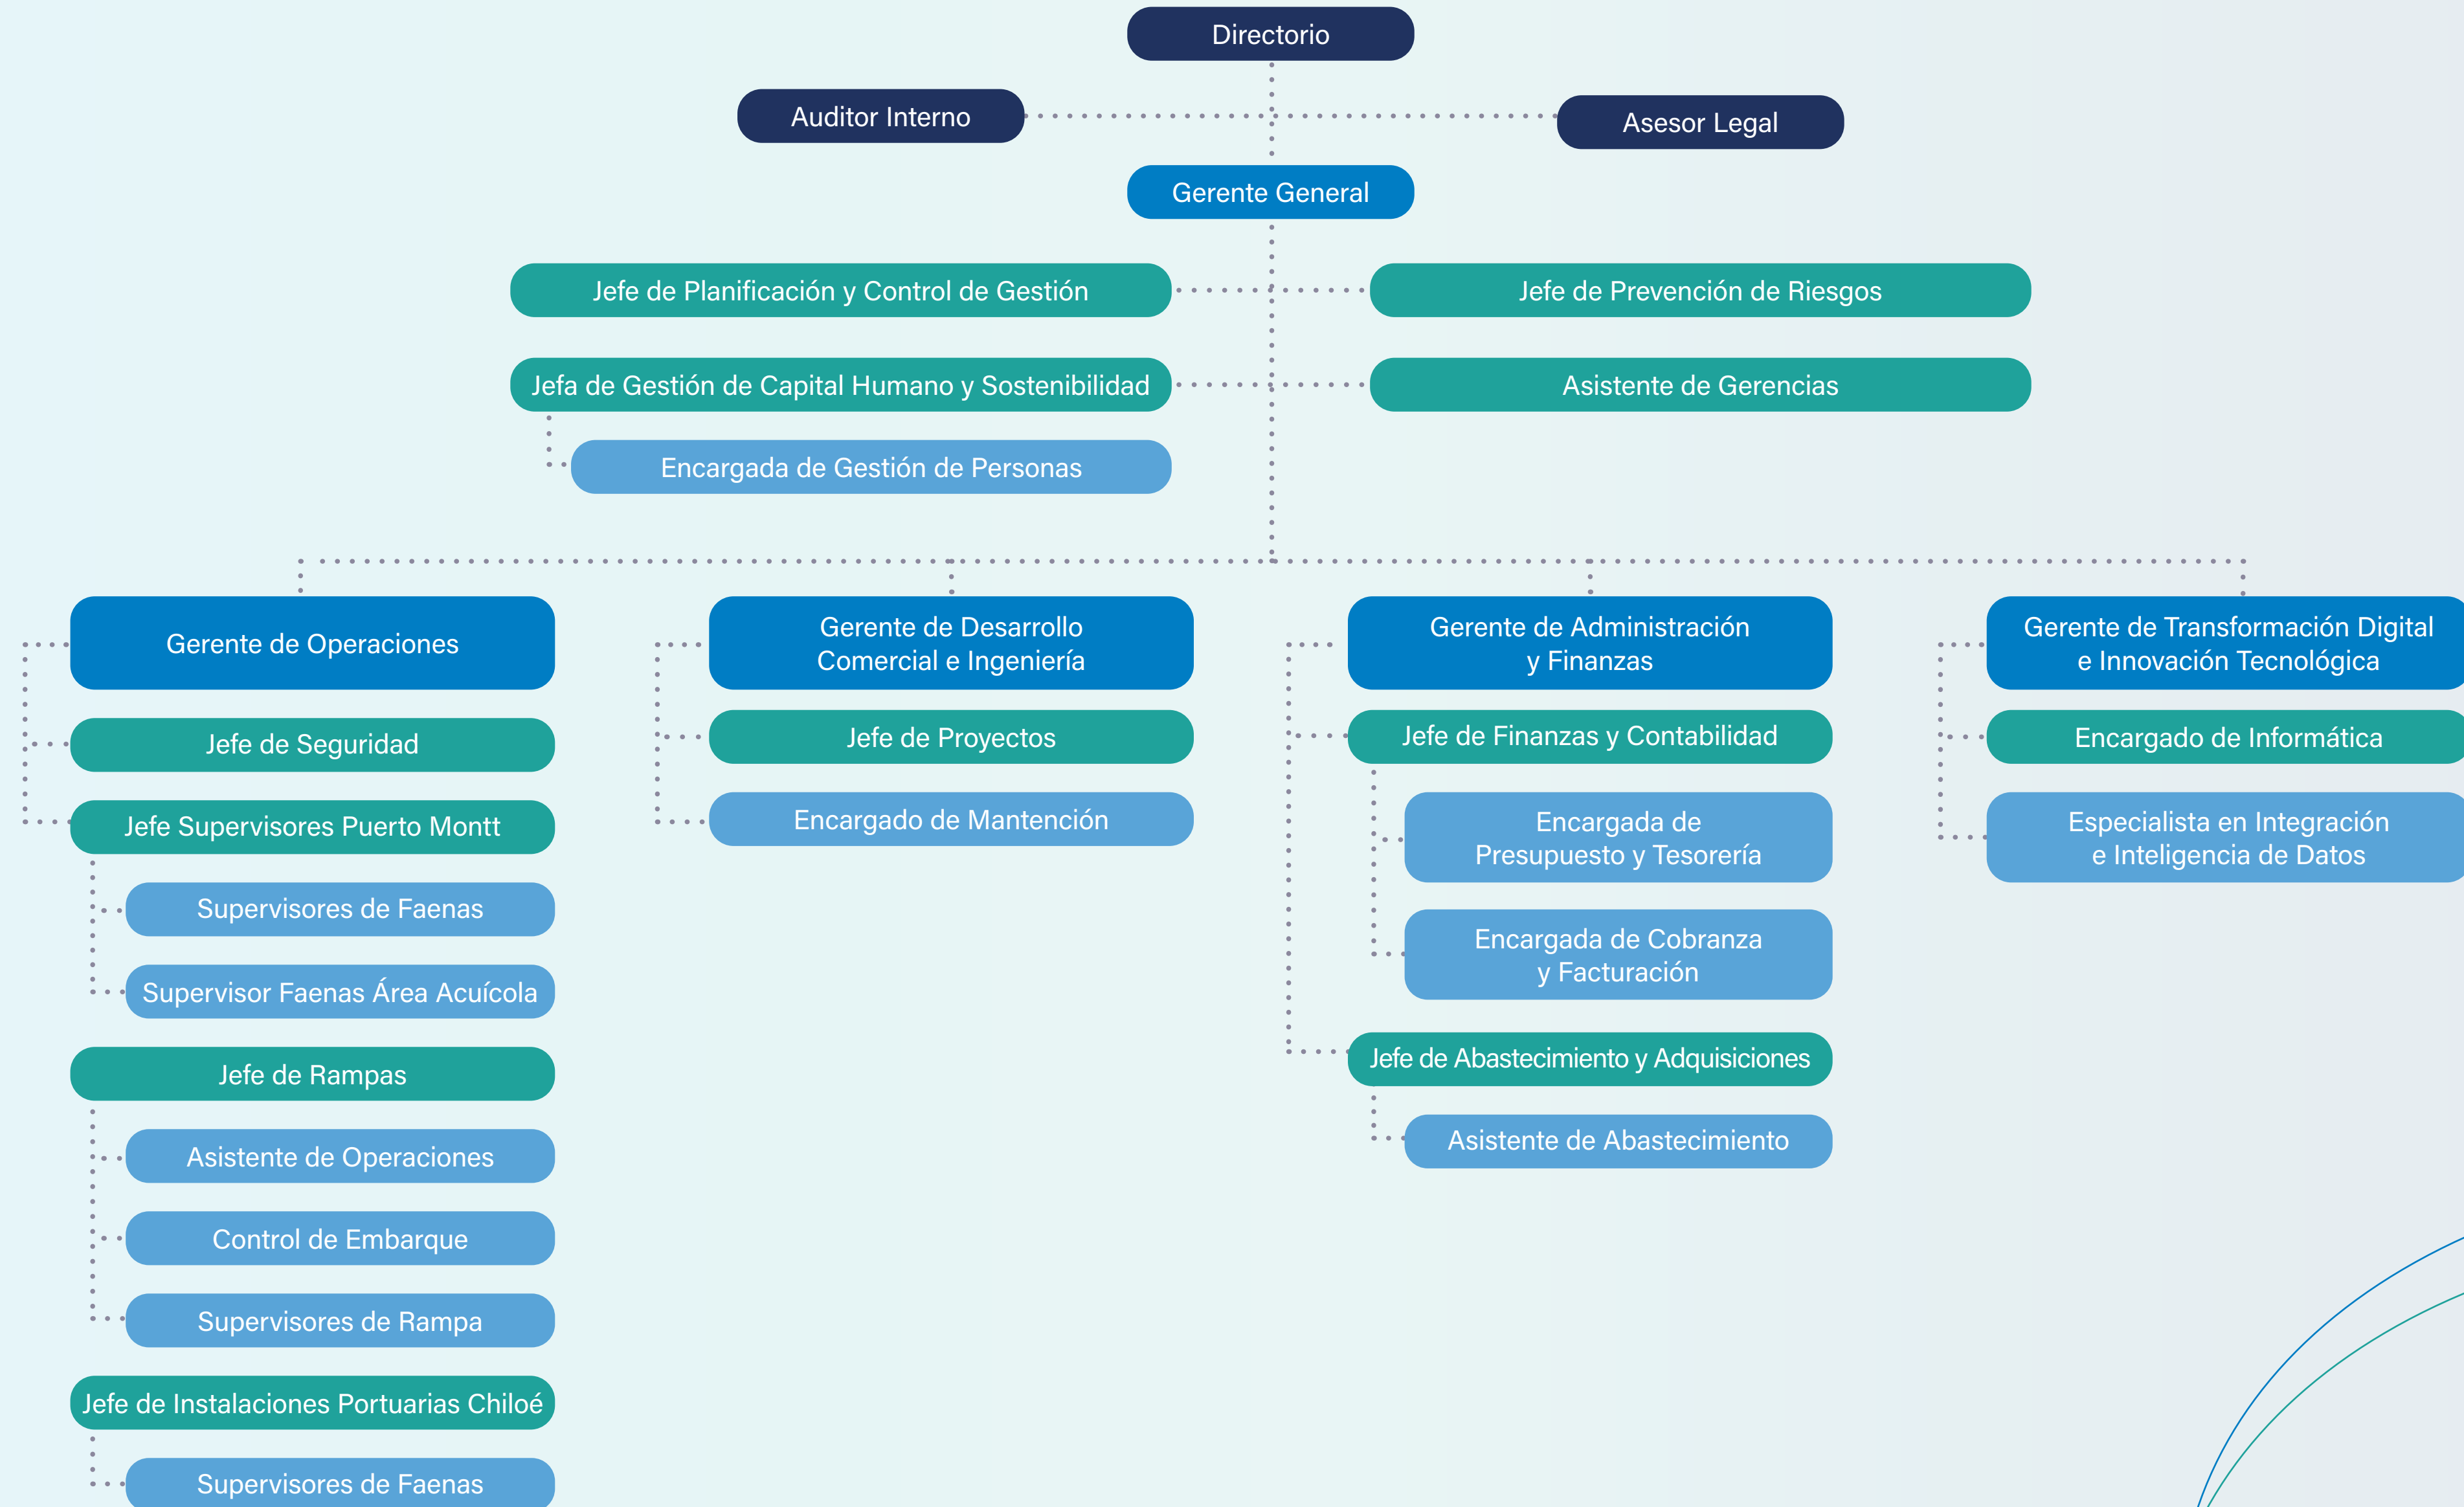 Directorio
Auditor Interno
Asesor Legal
Gerente General
Jefe de Planificación y Control de Gestión
Jefe de Prevención de Riesgos
Jefa de Gestión de Capital Humano y Sostenibilidad
Asistente de Gerencias
Encargada de Gestión de Personas
Gerente de Operaciones
Jefe de Seguridad
Jefe Supervisores Puerto Montt
Supervisores de Faenas
Supervisor Faenas Área Acuícola
Jefe de Rampas
Asistente de Operaciones
Control de Embarque
Supervisores de Rampa
Jefe de Instalaciones Portuarias Chiloé
Supervisores de Faenas
Gerente de Desarrollo
Comercial e Ingeniería
Jefe de Proyectos
Encargado de Mantención
Gerente de Administración
y Finanzas
Jefe de Finanzas y Contabilidad
Encargada de
Presupuesto y Tesorería
Encargada de Cobranza
y Facturación
Jefe de Abastecimiento y Adquisiciones
Asistente de Abastecimiento
Gerente de Transformación Digital
e Innovación Tecnológica
Encargado de Informática
Especialista en Integración
e Inteligencia de Datos